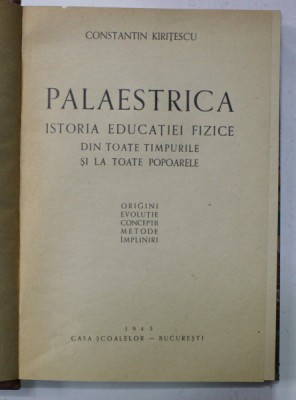 CONSTANTIN KIRIȚESCU
PALAESTRICA
ISTORIA EDUCAȚIEI FIZICE
DIN TOATE TIMPURILE
ȘI LA TOATE POPOARELE
ORIGINI
EVOLUȚIE
CONCEPȚII
METODE
ÎMPLINIRI
1943
CASA ȘCOALELOR — BUCUREȘTI